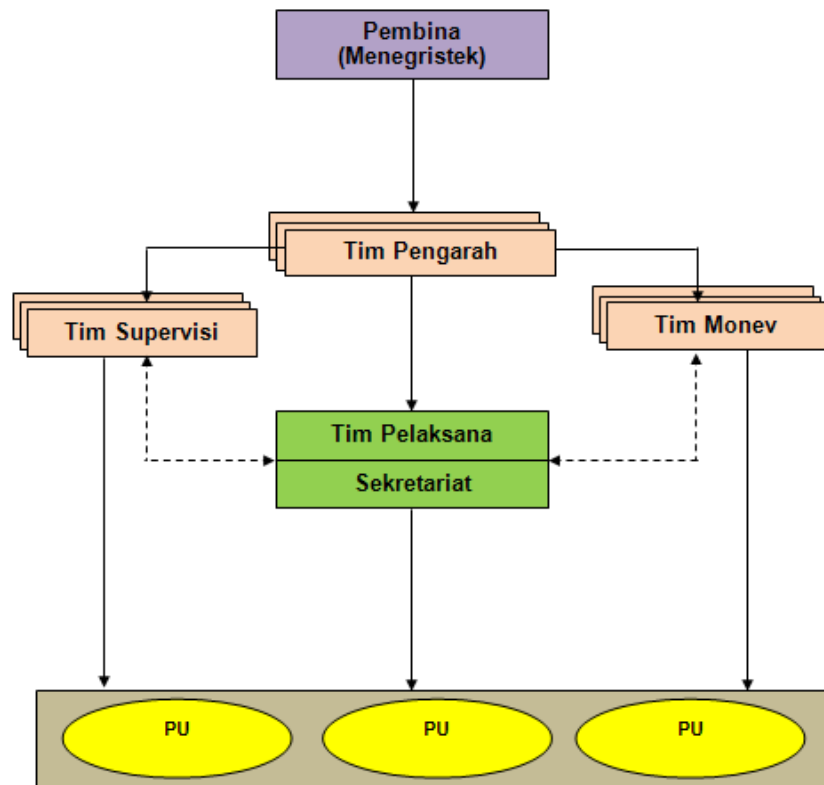 Pembina
(Menegristek)
Tim Pengarah
Tim Supervisi
Tim Monev
Tim Pelaksana
Sekretariat
PU
PU
PU